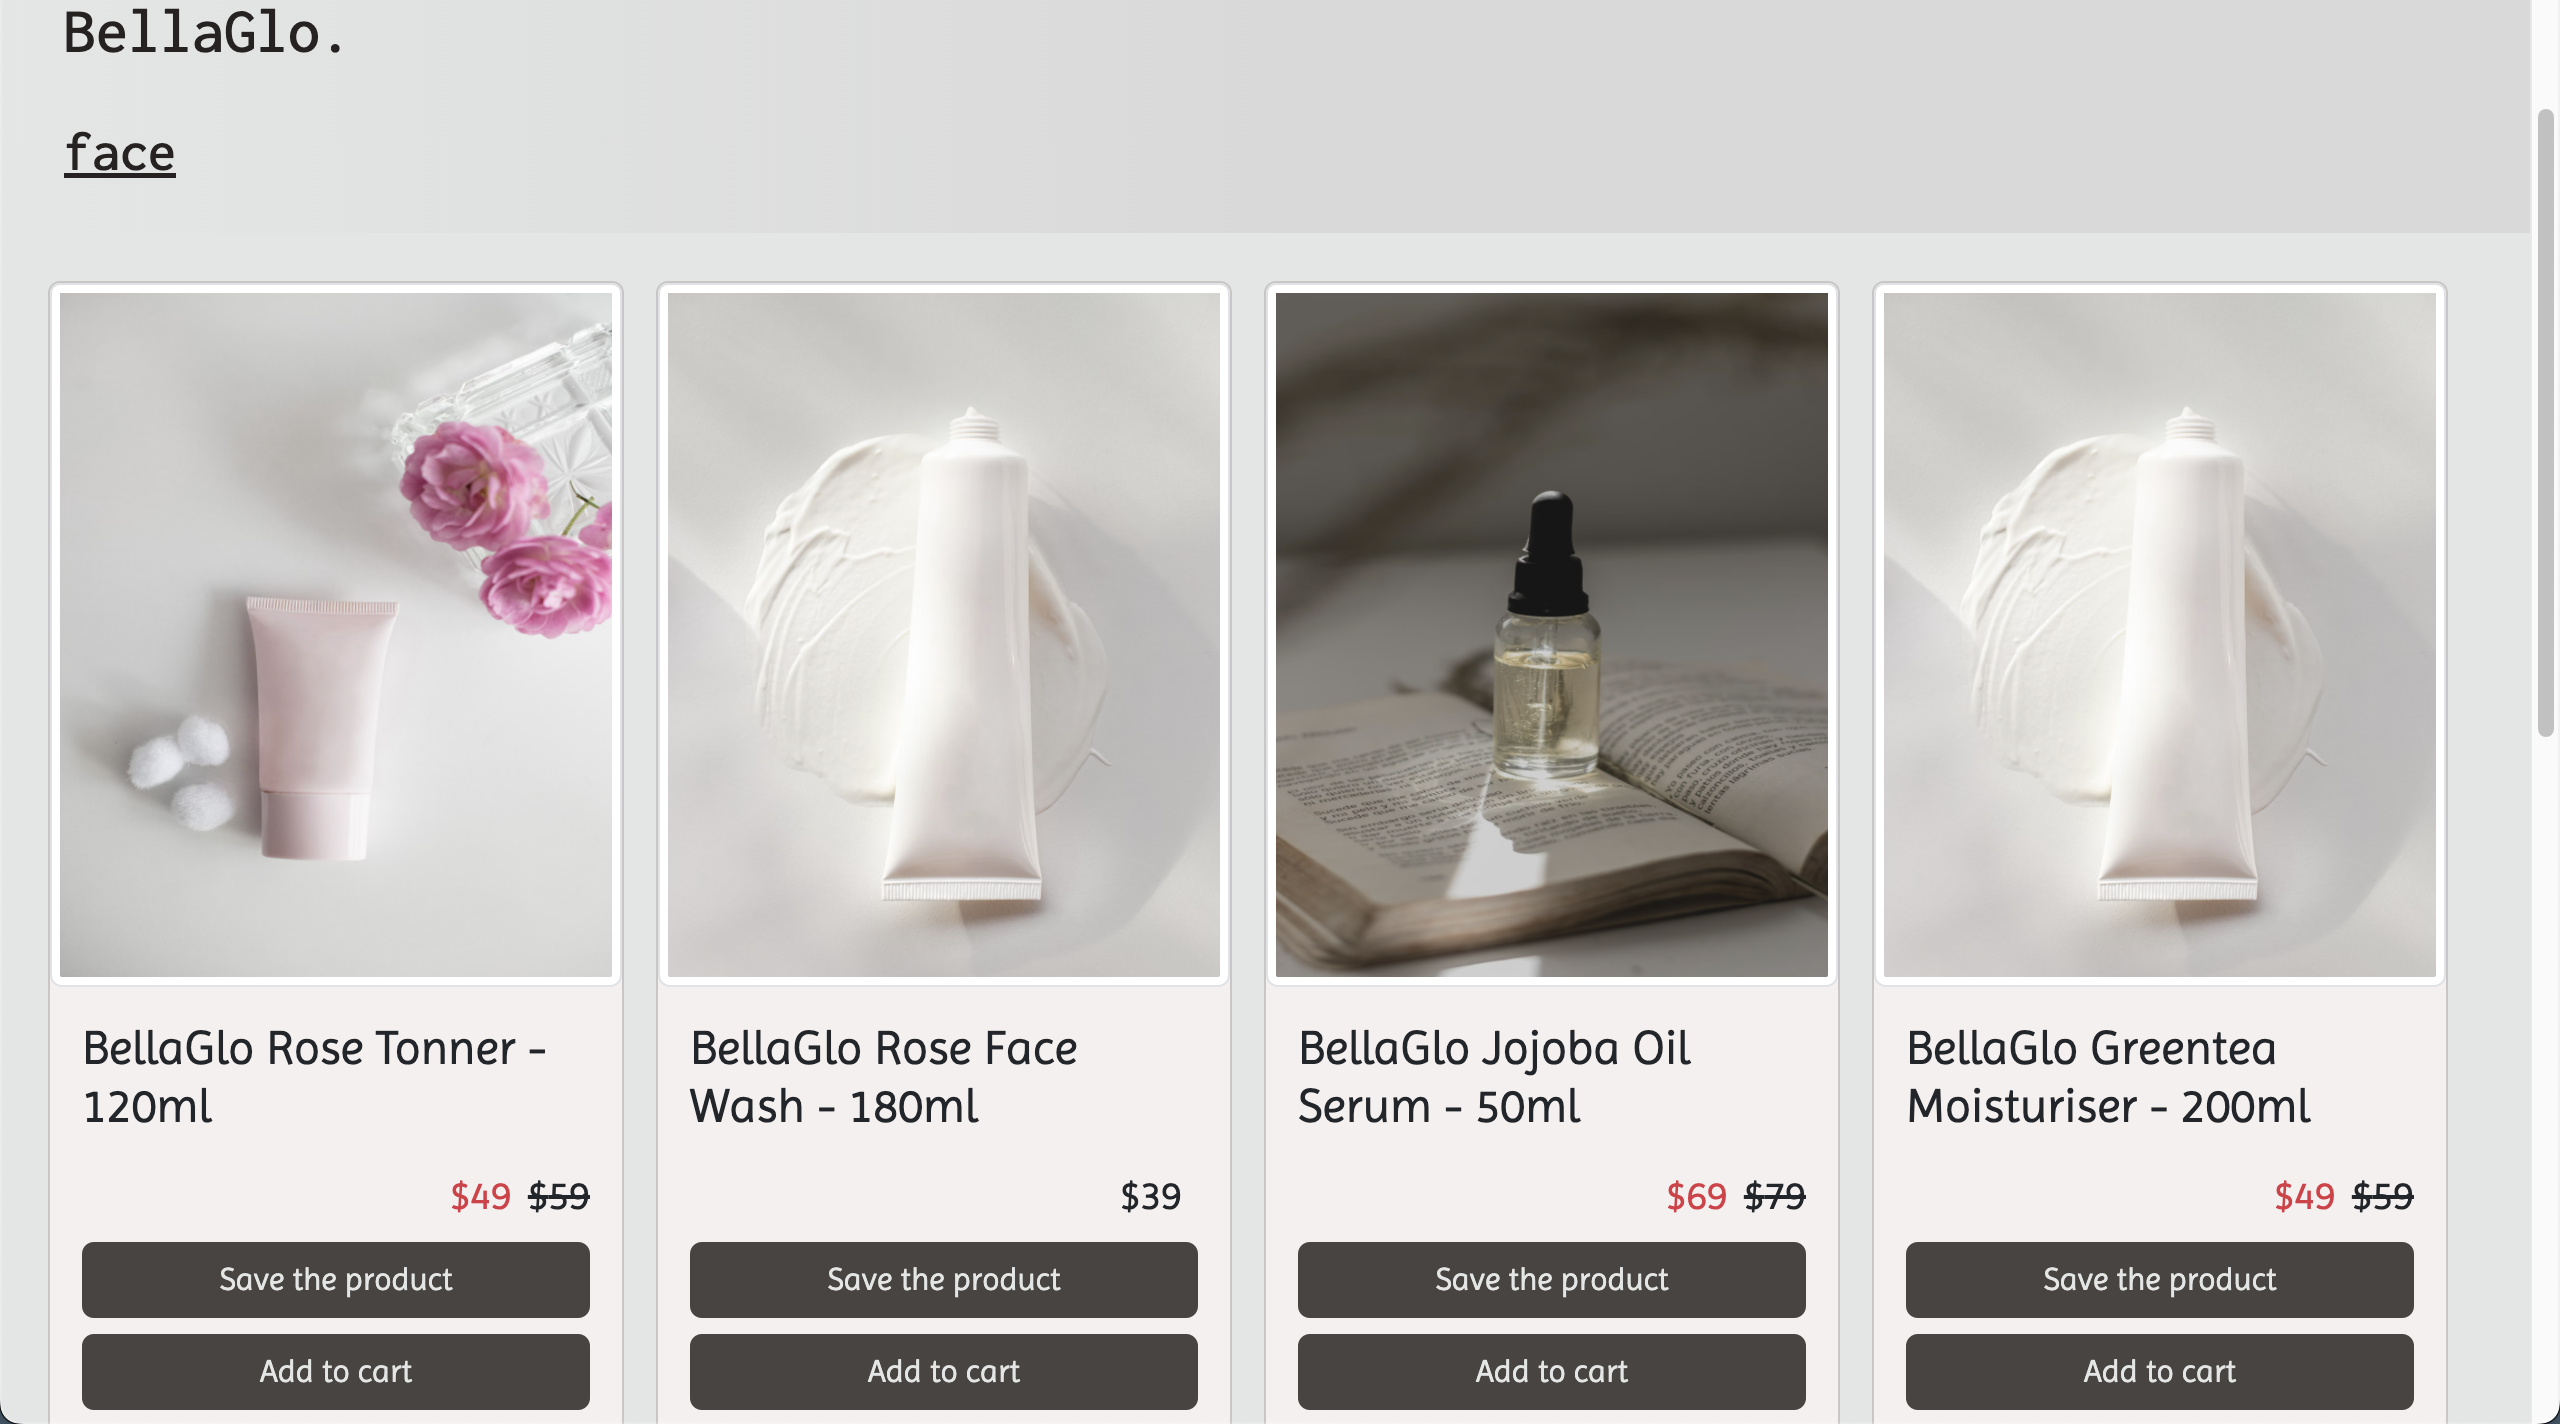 BellaGlo.
face
BellaGlo Rose Tonner -
120ml
$49 $59
Save the product
Add to cart
BellaGlo Rose Face
Wash - 180ml
$39
Save the product
Add to cart
BellaGlo Jojoba Oil
Serum - 50ml
$69 $79
Save the product
Add to cart
BellaGlo Greentea
Moisturiser - 200ml
$49 $59
Save the product
Add to cart